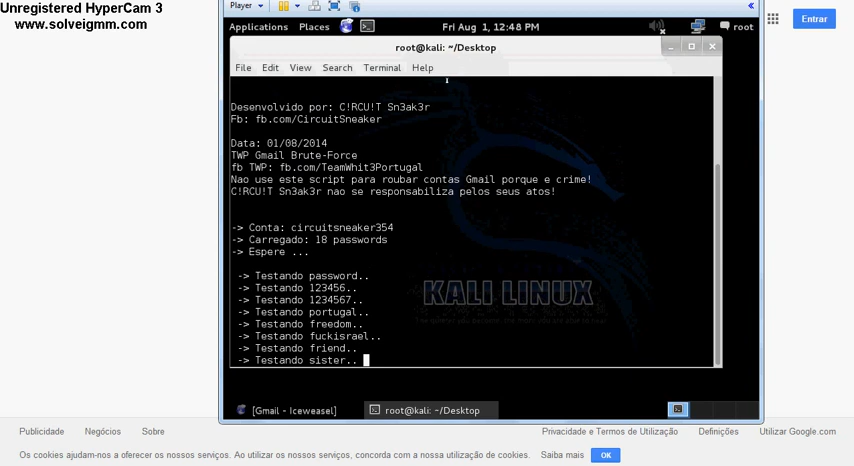 Unregistered HyperCam 3
www.solveigmm.com
Player
Entrar
Applications Places Fri Aug 1, 12:48 PM root
root@kali: ~/Desktop
File Edit View Search Terminal Help
Desenvolvido por: C!RCU!T Sn3ak3r
Fb: fb.com/CircuitSneaker
Data: 01/08/2014
TWP Gmail Brute-Force
fb TWP: fb.com/TeamWhit3Portugal
Nao use este script para roubar contas Gmail porque e crime!
C!RCU!T Sn3ak3r nao se responsabiliza pelos seus atos!
-> Conta: circuitsneaker354
-> Carregado: 18 passwords
-> Espere ...
-> Testando password..
-> Testando 123456..
-> Testando 1234567..
-> Testando portugal..
-> Testando freedom..
-> Testando fuckisrael..
-> Testando friend..
-> Testando sister..
KALI LINUX
[Gmail - Iceweasel] root@kali: ~/Desktop
Publicidade Negócios Sobre Privacidade e Termos de Utilização Definições Utilizar Google.com
Os cookies ajudam-nos a oferecer os nossos serviços. Ao utilizar os nossos serviços, concorda com a nossa utilização de cookies. Saiba mais OK